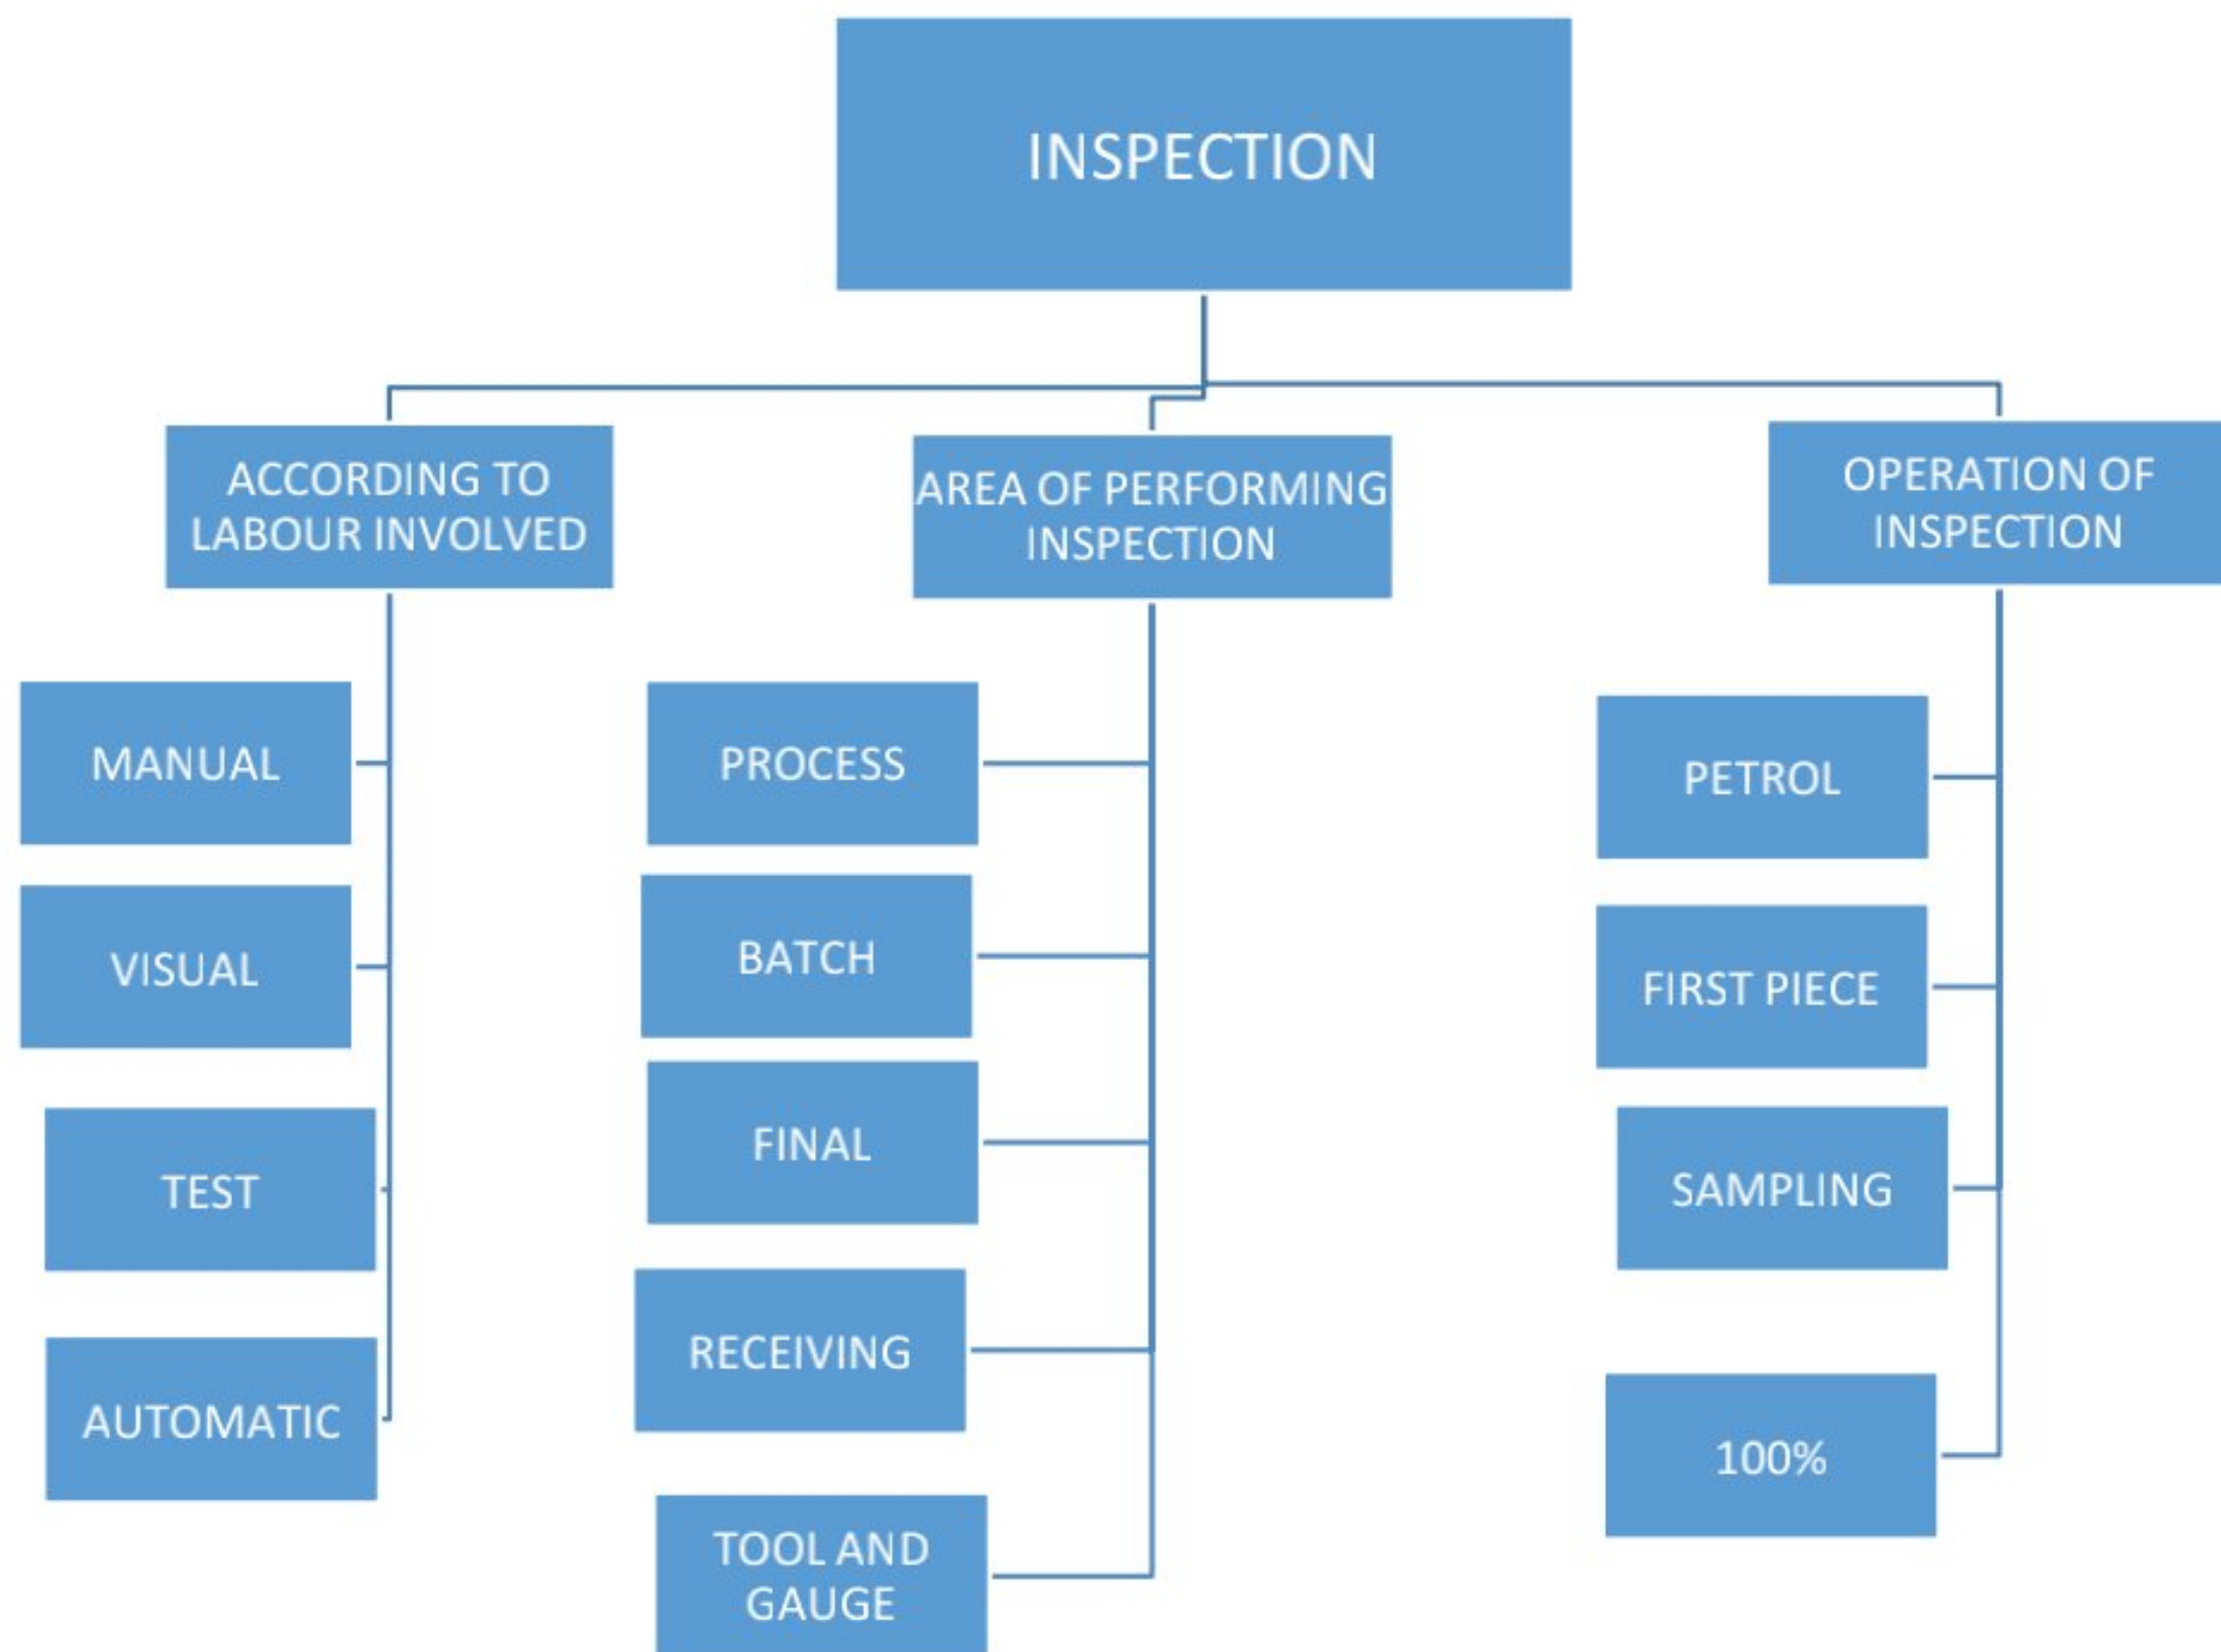 INSPECTION
ACCORDING TO
LABOUR INVOLVED
MANUAL
VISUAL
TEST
AUTOMATIC
AREA OF PERFORMING
INSPECTION
PROCESS
BATCH
FINAL
RECEIVING
TOOL AND
GAUGE
OPERATION OF
INSPECTION
PETROL
FIRST PIECE
SAMPLING
100%